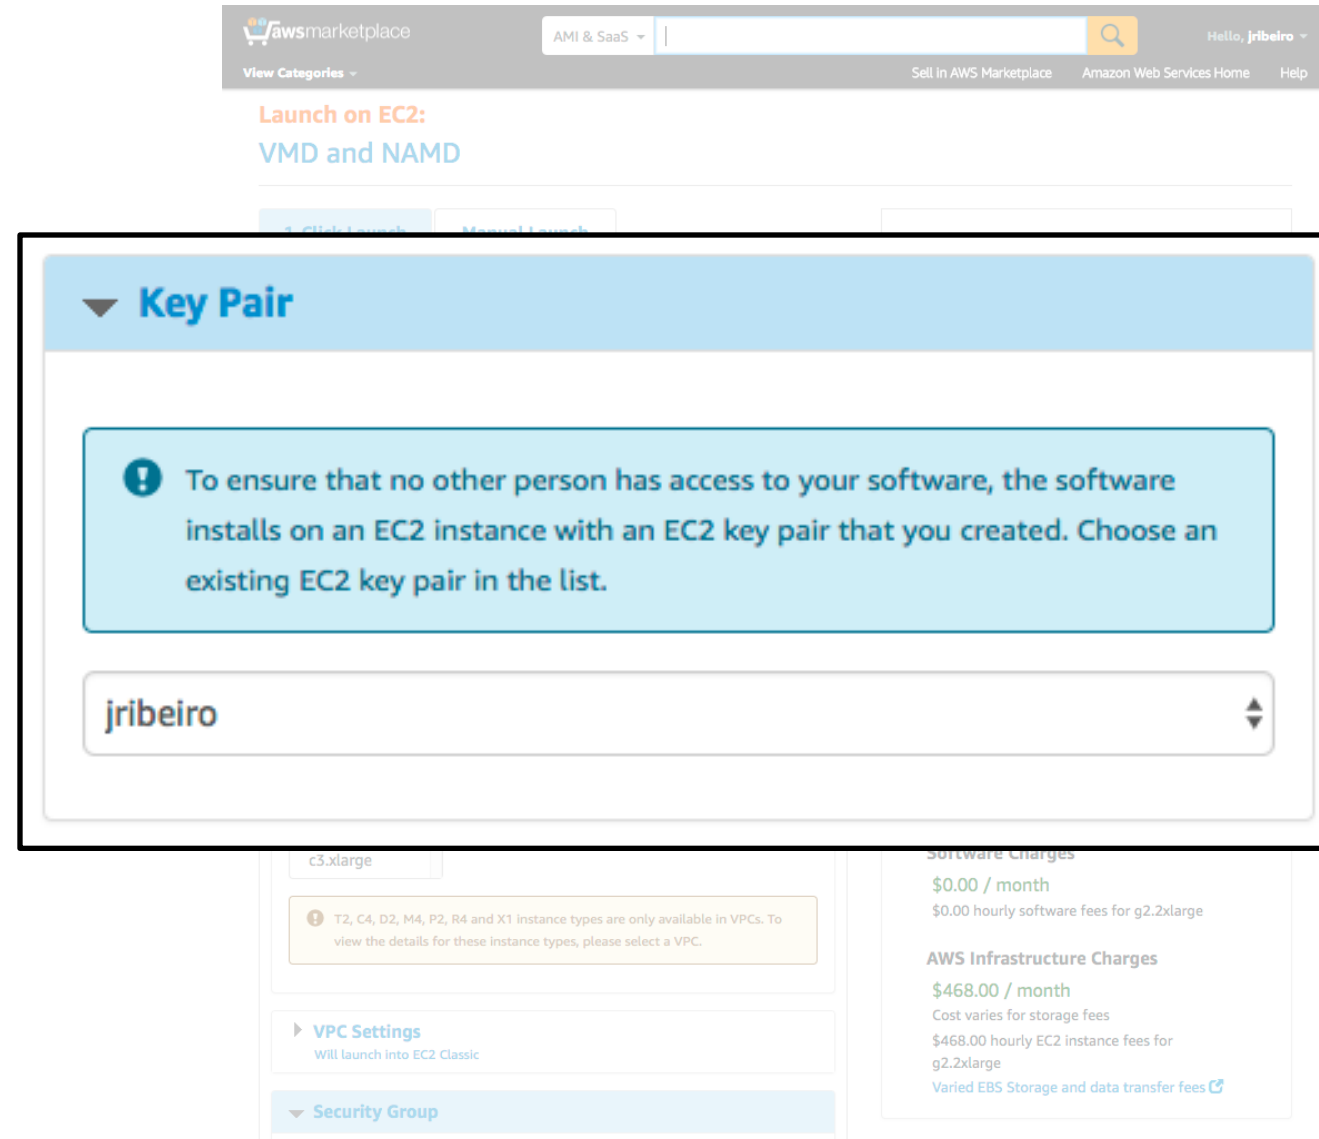 awsmarketplace
AMI & SaaS
Hello, jribeiro
View Categories
Sell in AWS Marketplace
Amazon Web Services Home
Help
Launch on EC2:
VMD and NAMD
1-Click Launch
Manual Launch
Key Pair
To ensure that no other person has access to your software, the software
installs on an EC2 instance with an EC2 key pair that you created. Choose an
existing EC2 key pair in the list.
jribeiro
c3.xlarge
T2, C4, D2, M4, P2, R4 and X1 instance types are only available in VPCs. To
view the details for these instance types, please select a VPC.
VPC Settings
Will launch into EC2 Classic
Security Group
Software Charges
$0.00 / month
$0.00 hourly software fees for g2.2xlarge
AWS Infrastructure Charges
$468.00 / month
Cost varies for storage fees
$468.00 hourly EC2 instance fees for
g2.2xlarge
Varied EBS Storage and data transfer fees